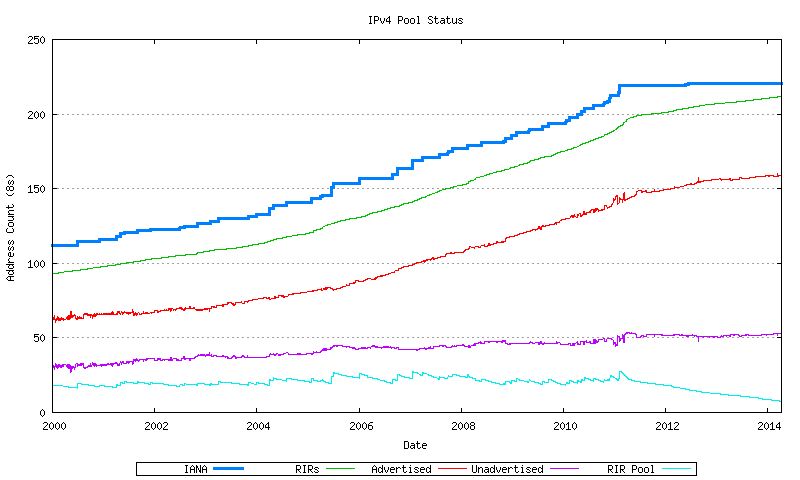 IPv4 Pool Status
250
200
150
100
50
0
Address Count (8s)
2000 2002 2004 2006 2008 2010 2012 2014
Date
IANA RIRs Advertised Unadvertised RIR Pool